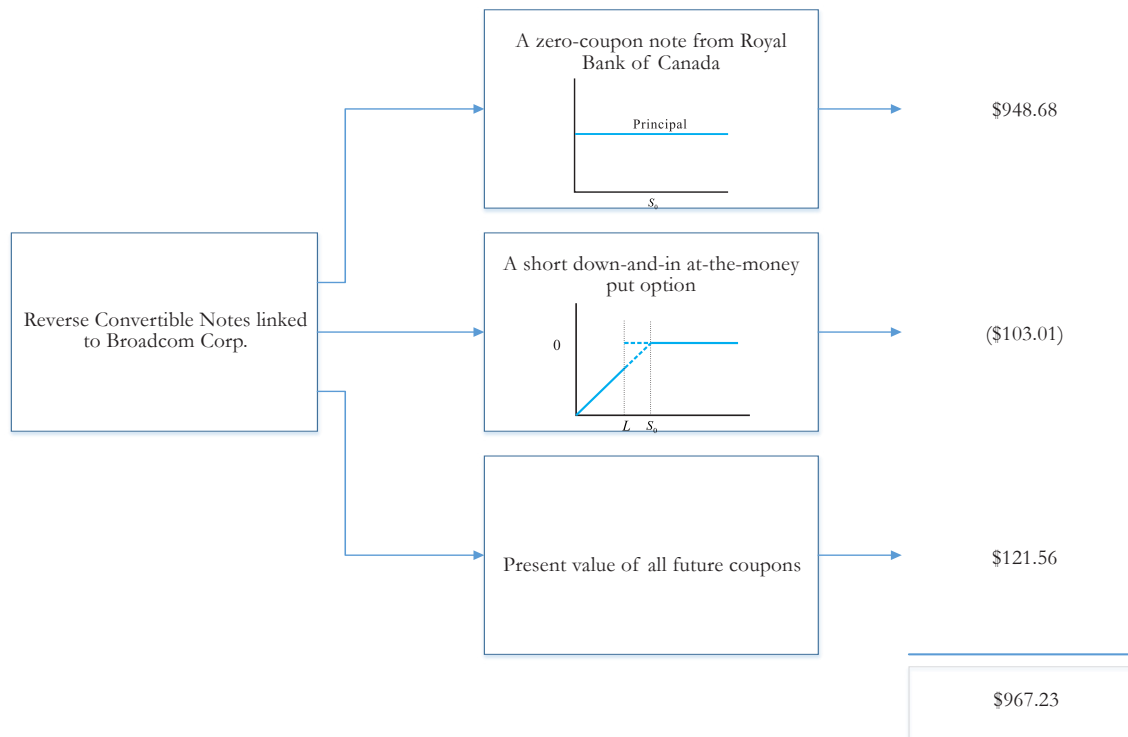 A zero-coupon note from Royal
Bank of Canada
Principal
S₀
$948.68
Reverse Convertible Notes linked
to Broadcom Corp.
A short down-and-in at-the-money
put option
0
L S₀
($103.01)
Present value of all future coupons
$121.56
$967.23